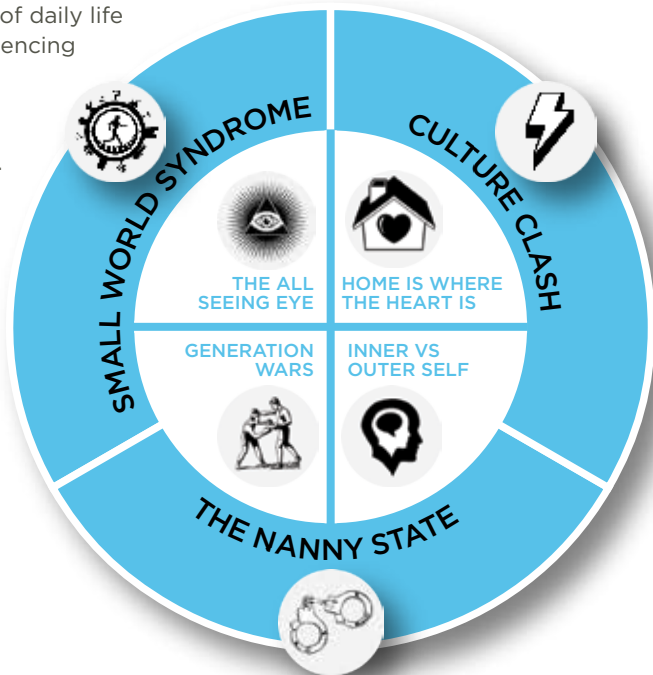 of daily life
encing
SMALL WORLD SYNDROME
CULTURE CLASH
THE ALL
SEEING EYE
HOME IS WHERE
THE HEART IS
GENERATION
WARS
INNER VS
OUTER SELF
THE NANNY STATE